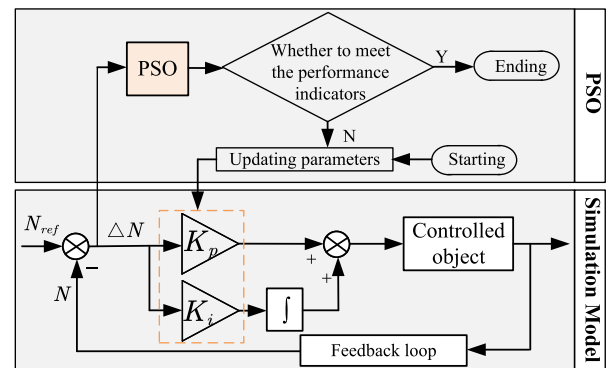 PSO
Whether to meet
the performance
indicators
Y
Ending
N
Updating parameters
Starting
PSO
N_ref
△N
−
N
K_p
K_i
∫
+
+
Controlled
object
Feedback loop
Simulation Model